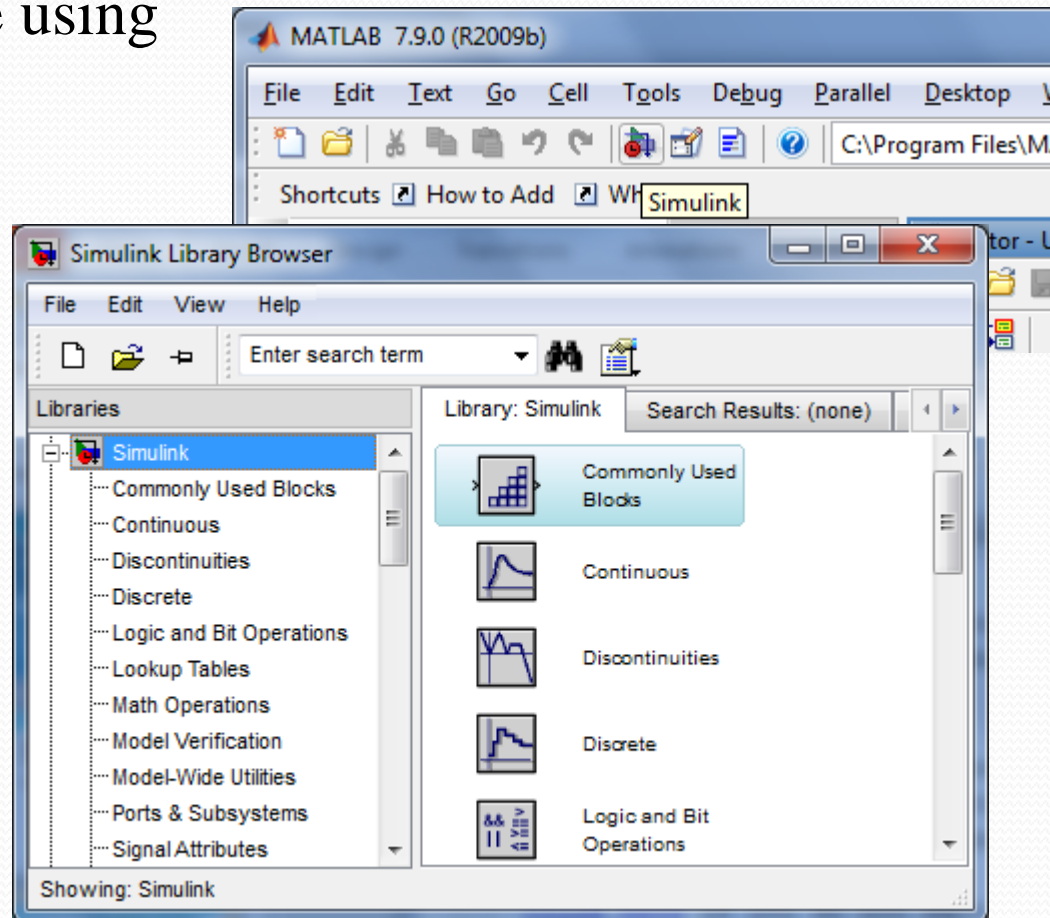 e using
MATLAB 7.9.0 (R2009b)
File Edit Text Go Cell Tools Debug Parallel Desktop
C:\Program Files\M
Shortcuts How to Add Wh
Simulink
tor - U
Simulink Library Browser
File Edit View Help
Enter search term
Libraries
Library: Simulink Search Results: (none)
Simulink
Commonly Used Blocks
Continuous
Discontinuities
Discrete
Logic and Bit Operations
Lookup Tables
Math Operations
Model Verification
Model-Wide Utilities
Ports & Subsystems
Signal Attributes
Commonly Used
Blocks
Continuous
Discontinuities
Discrete
&& > 
|| >=
<=
Logic and Bit
Operations
Showing: Simulink